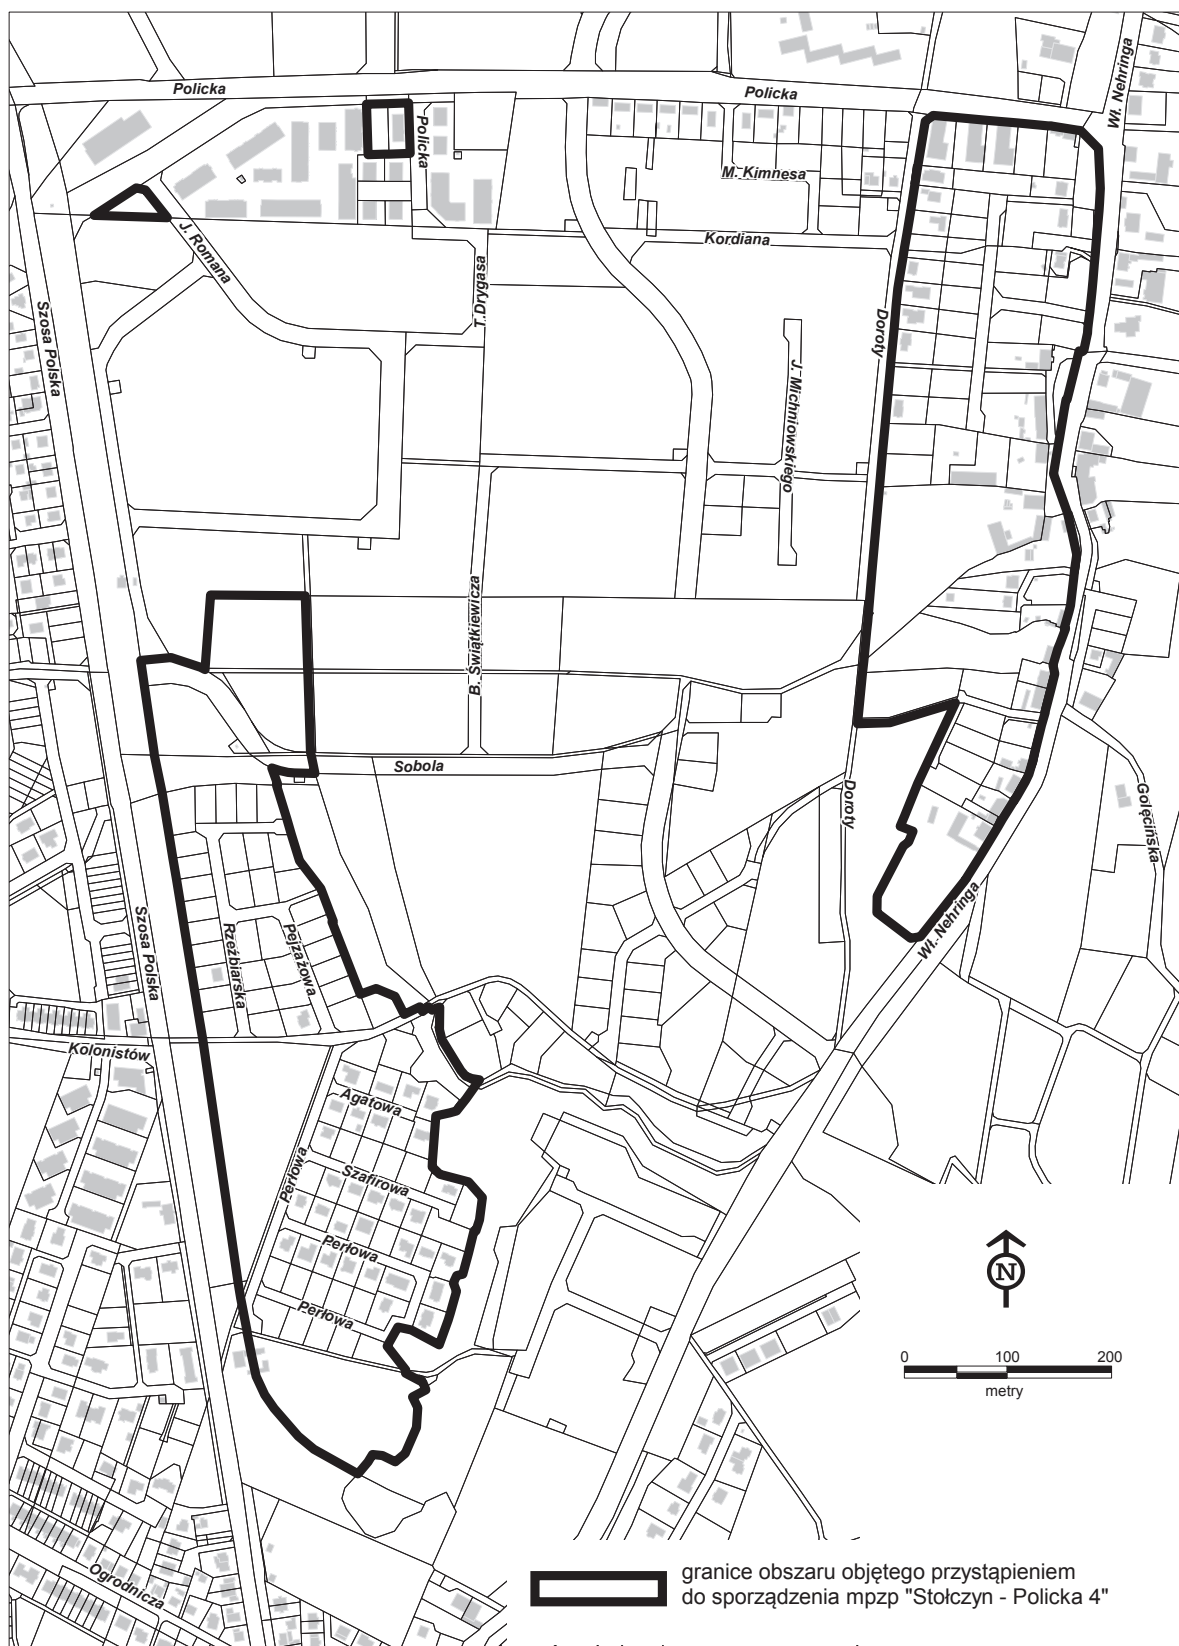 Policka
Policka
Wł. Nehringa
Policka
M. Kimnesa
Kordiana
J. Romana
T.Drygasa
Szosa Polska
Doroty
J. Michniowskiego
B. Świątkiewicza
Sobola
Doroty
Golęcińska
Szosa Polska
Rzeźbiarska
Pejzażowa
Wł. Nehringa
Kolonistów
Agatowa
Perłowa
Szafirowa
Perłowa
Perłowa
Ogrodnicza
N
0 100 200
metry
granice obszaru objętego przystąpieniem
do sporządzenia mpzp "Stołczyn - Policka 4"